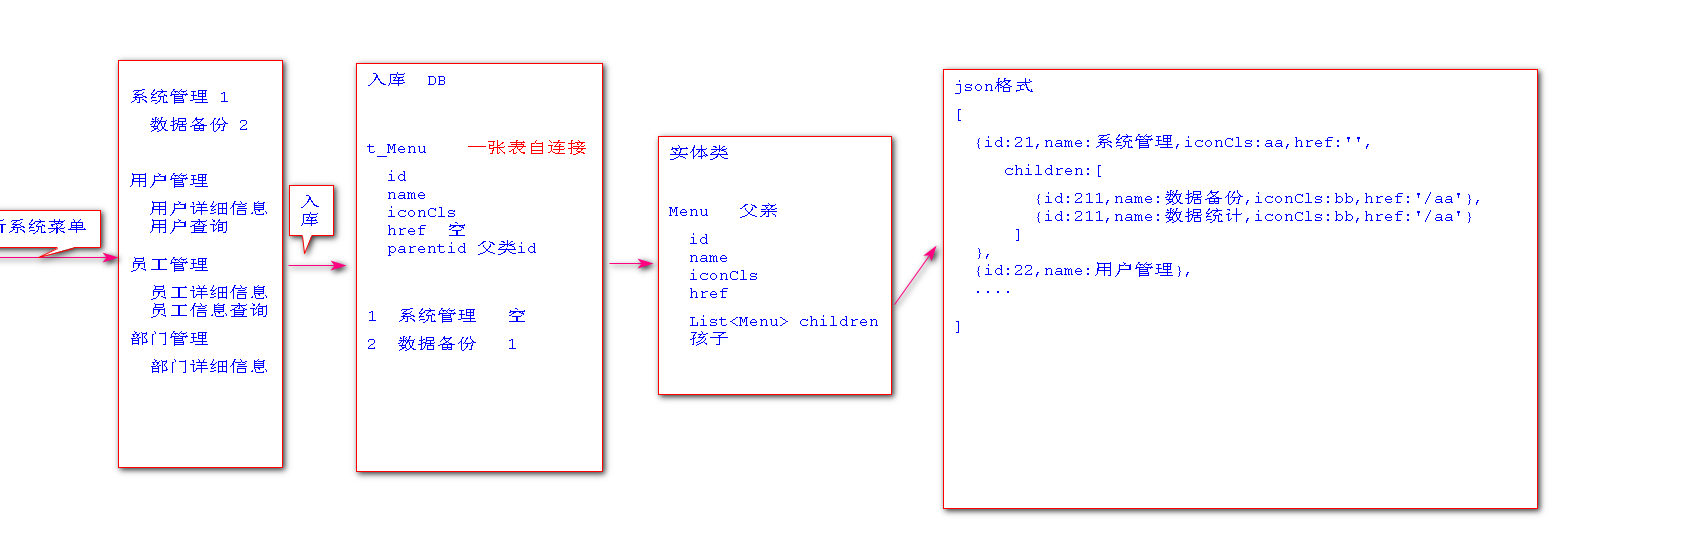 系统菜单
系统管理 1
数据备份 2
用户管理
用户详细信息
用户查询
员工管理
员工详细信息
员工信息查询
部门管理
部门详细信息
入
库
入库 DB
t_Menu 一张表自连接
id
name
iconCls
href 空
parentid 父类id
1 系统管理 空
2 数据备份 1
实体类
Menu 父亲
id
name
iconCls
href
List<Menu> children
孩子
json格式
[
{id:21,name:系统管理,iconCls:aa,href:'',
children:[
{id:211,name:数据备份,iconCls:bb,href:'/aa'},
{id:211,name:数据统计,iconCls:bb,href:'/aa'}
]
},
{id:22,name:用户管理},
....
]